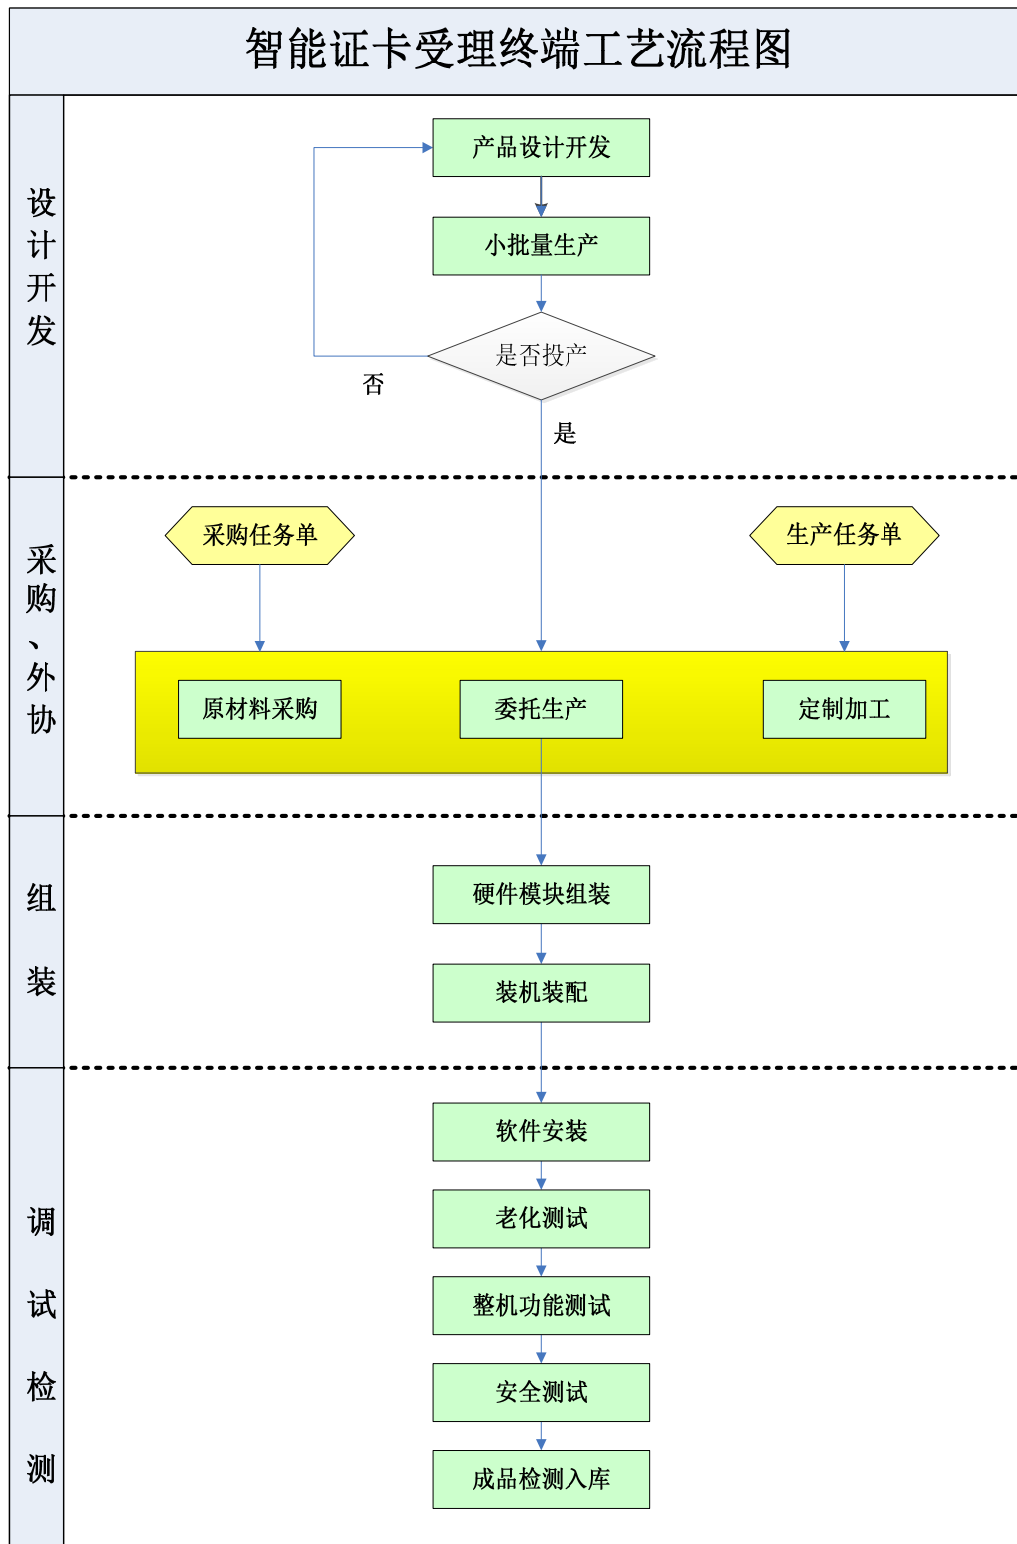 智能证卡受理终端工艺流程图
设计开发
产品设计开发
小批量生产
是否投产
否
是
采购、外协
采购任务单
生产任务单
原材料采购
委托生产
定制加工
组装
硬件模块组装
装机装配
调试检测
软件安装
老化测试
整机功能测试
安全测试
成品检测入库